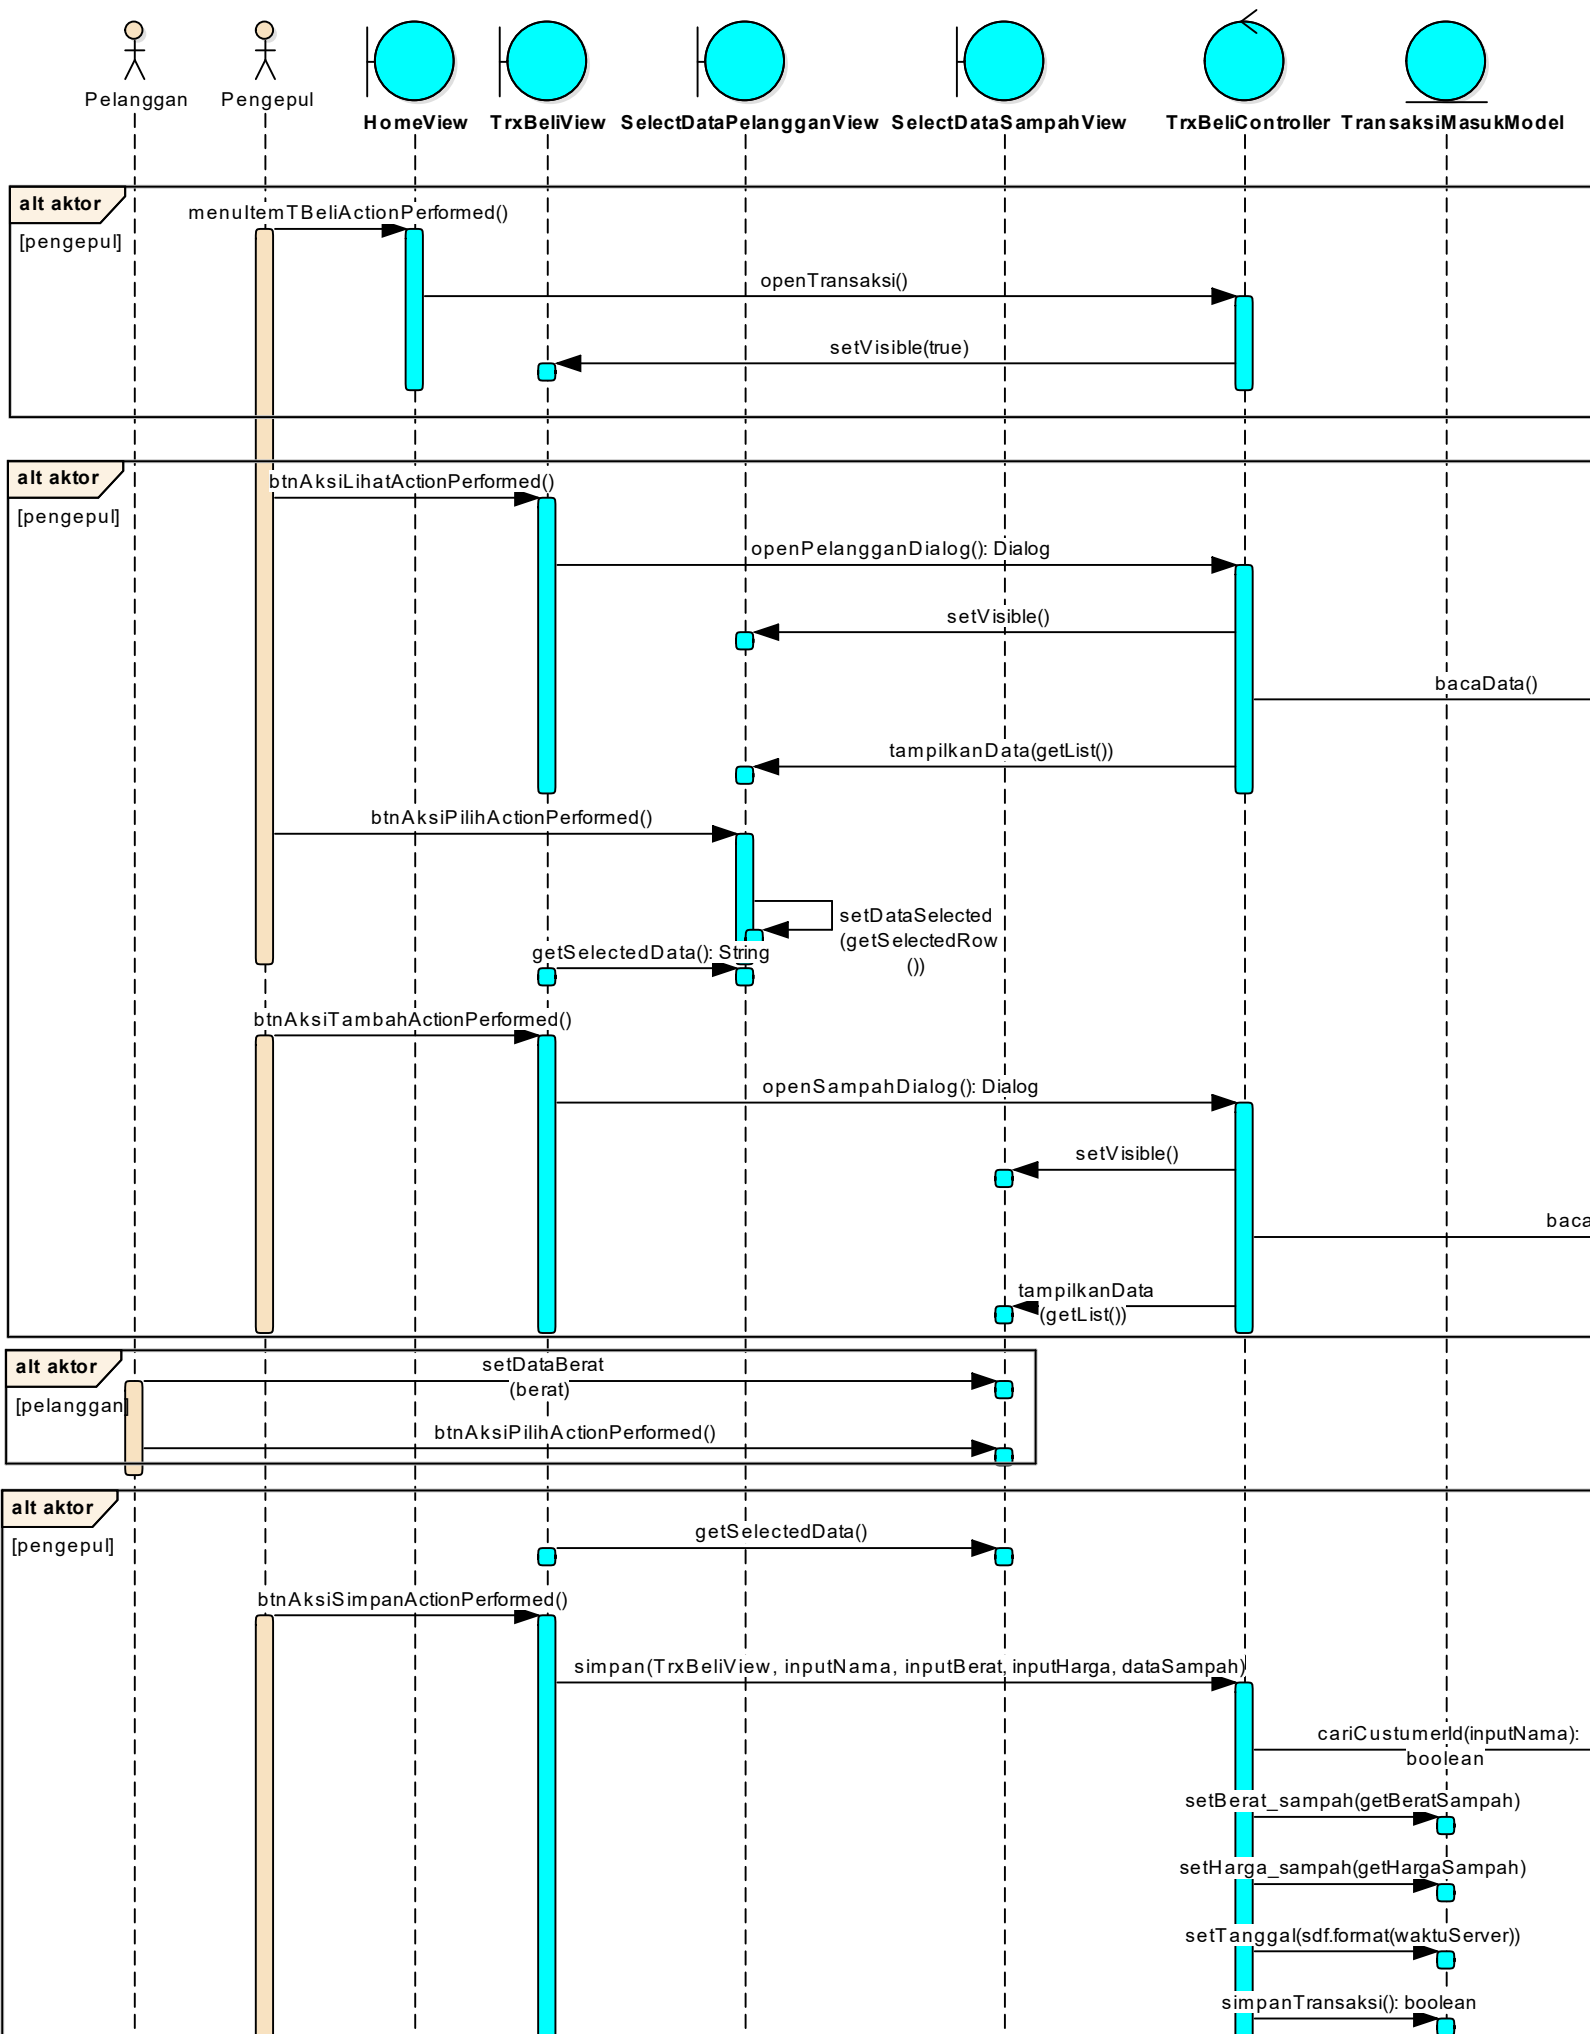 Pelanggan
Pengepul
HomeView
TrxBeliView
SelectDataPelangganView
SelectDataSampahView
TrxBeliController
TransaksiMasukModel
alt aktor
[pengepul]
menuItemTBeliActionPerformed()
openTransaksi()
setVisible(true)
alt aktor
[pengepul]
btnAksiLihatActionPerformed()
openPelangganDialog(): Dialog
setVisible()
bacaData()
tampilkanData(getList())
btnAksiPilihActionPerformed()
setDataSelected
(getSelectedRow
())
getSelectedData(): String
btnAksiTambahActionPerformed()
openSampahDialog(): Dialog
setVisible()
baca
tampilkanData
(getList())
alt aktor
[pelanggan]
setDataBerat
(berat)
btnAksiPilihActionPerformed()
alt aktor
[pengepul]
getSelectedData()
btnAksiSimpanActionPerformed()
simpan(TrxBeliView, inputNama, inputBerat, inputHarga, dataSampah)
cariCustumerId(inputNama):
boolean
setBerat_sampah(getBeratSampah)
setHarga_sampah(getHargaSampah)
setTanggal(sdf.format(waktuServer))
simpanTransaksi(): boolean